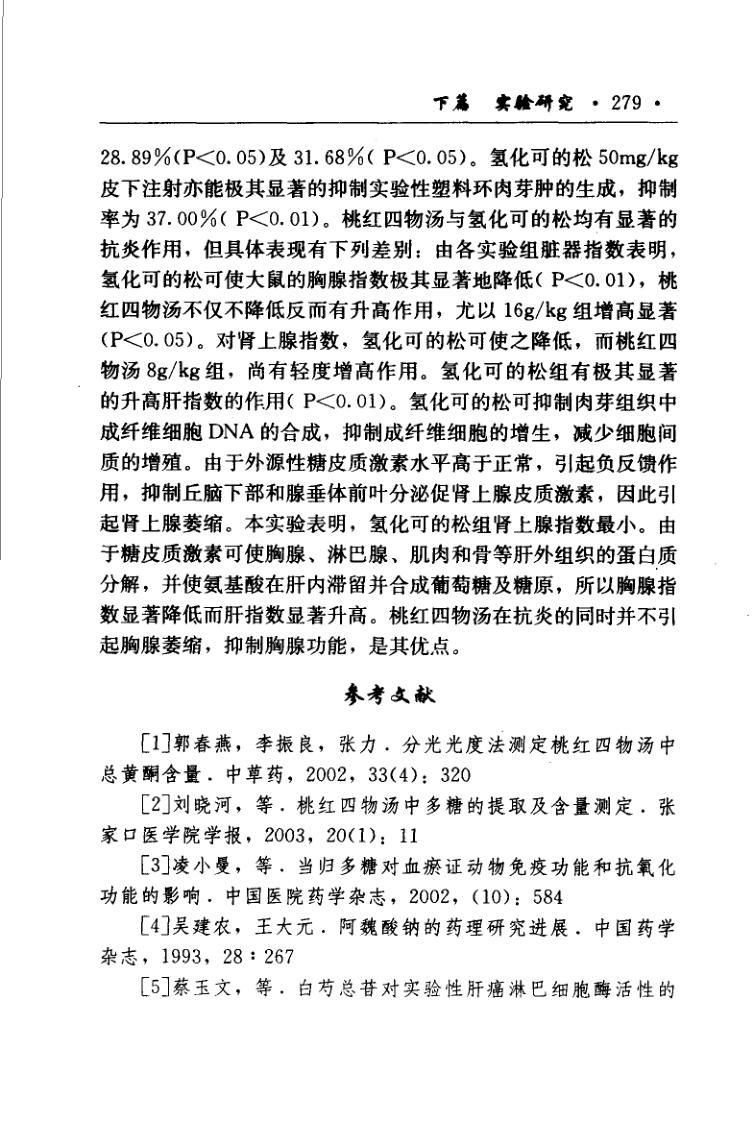 下篇 实验研究 · 279 ·
28.89%(P<0.05)及31.68%( P<0.05)。氢化可的松50mg/kg
皮下注射亦能极其显著的抑制实验性塑料环肉芽肿的生成，抑制
率为37.00%( P<0.01)。桃红四物汤与氢化可的松均有显著的
抗炎作用，但具体表现有下列差别：由各实验组脏器指数表明，
氢化可的松可使大鼠的胸腺指数极其显著地降低( P<0.01)，桃
红四物汤不仅不降低反而有升高作用，尤以16g/kg组增高显著
(P<0.05)。对肾上腺指数，氢化可的松可使之降低，而桃红四
物汤8g/kg组，尚有轻度增高作用。氢化可的松组有极其显著
的升高肝指数的作用( P<0.01)。氢化可的松可抑制肉芽组织中
成纤维细胞DNA的合成，抑制成纤维细胞的增生，减少细胞间
质的增殖。由于外源性糖皮质激素水平高于正常，引起负反馈作
用，抑制丘脑下部和腺垂体前叶分泌促肾上腺皮质激素，因此引
起肾上腺萎缩。本实验表明，氢化可的松组肾上腺指数最小。由
于糖皮质激素可使胸腺、淋巴腺、肌肉和骨等肝外组织的蛋白质
分解，并使氨基酸在肝内滞留并合成葡萄糖及糖原，所以胸腺指
数显著降低而肝指数显著升高。桃红四物汤在抗炎的同时并不引
起胸腺萎缩，抑制胸腺功能，是其优点。
参考文献
[1]郭春燕，李振良，张力．分光光度法测定桃红四物汤中
总黄酮含量．中草药，2002，33(4)：320
[2]刘晓河，等．桃红四物汤中多糖的提取及含量测定．张
家口医学院学报，2003，20(1)：11
[3]凌小曼，等．当归多糖对血瘀证动物免疫功能和抗氧化
功能的影响．中国医院药学杂志，2002，(10)：584
[4]吴建农，王大元．阿魏酸钠的药理研究进展．中国药学
杂志，1993，28：267
[5]蔡玉文，等．白芍总苷对实验性肝癌淋巴细胞酶活性的